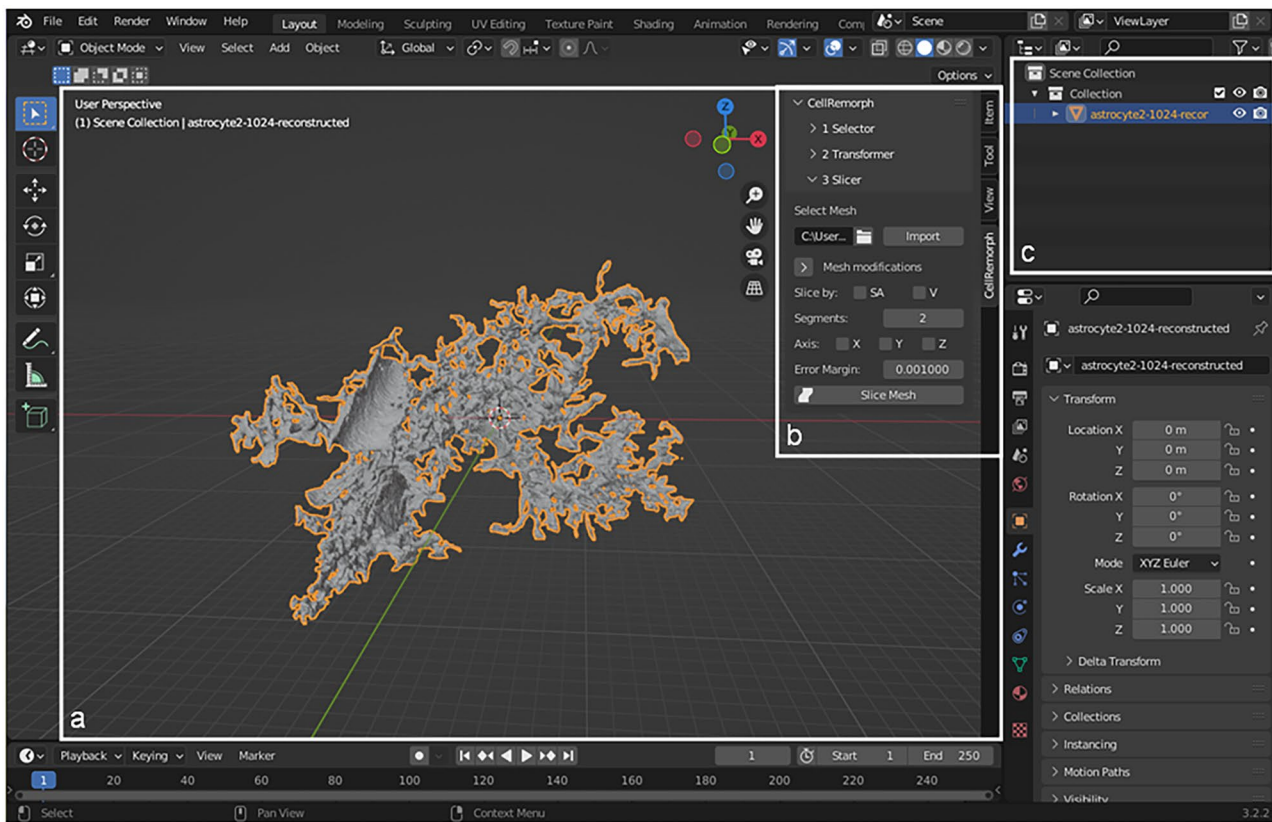 File Edit Render Window Help Layout Modeling Sculpting UV Editing Texture Paint Shading Animation Rendering Scene ViewLayer
Object Mode View Select Add Object Global
Options
User Perspective
(1) Scene Collection | astrocyte2-1024-reconstructed
Z
Y
X
CellRemorph
1 Selector
2 Transformer
3 Slicer
Select Mesh
C:\User... Import
Mesh modifications
Slice by: SA V
Segments: 2
Axis: X Y Z
Error Margin: 0.001000
Slice Mesh
b
Item
Tool
View
CellRemorph
a
Scene Collection
Collection
astrocyte2-1024-recor
c
astrocyte2-1024-reconstructed
astrocyte2-1024-reconstructed
Transform
Location X 0 m
Y 0 m
Z 0 m
Rotation X 0°
Y 0°
Z 0°
Mode XYZ Euler
Scale X 1.000
Y 1.000
Z 1.000
Delta Transform
Relations
Collections
Instancing
Motion Paths
Visibility
Playback Keying View Marker 1 Start 1 End 250
1 20 40 60 80 100 120 140 160 180 200 220 240
Select Pan View Context Menu 3.2.2